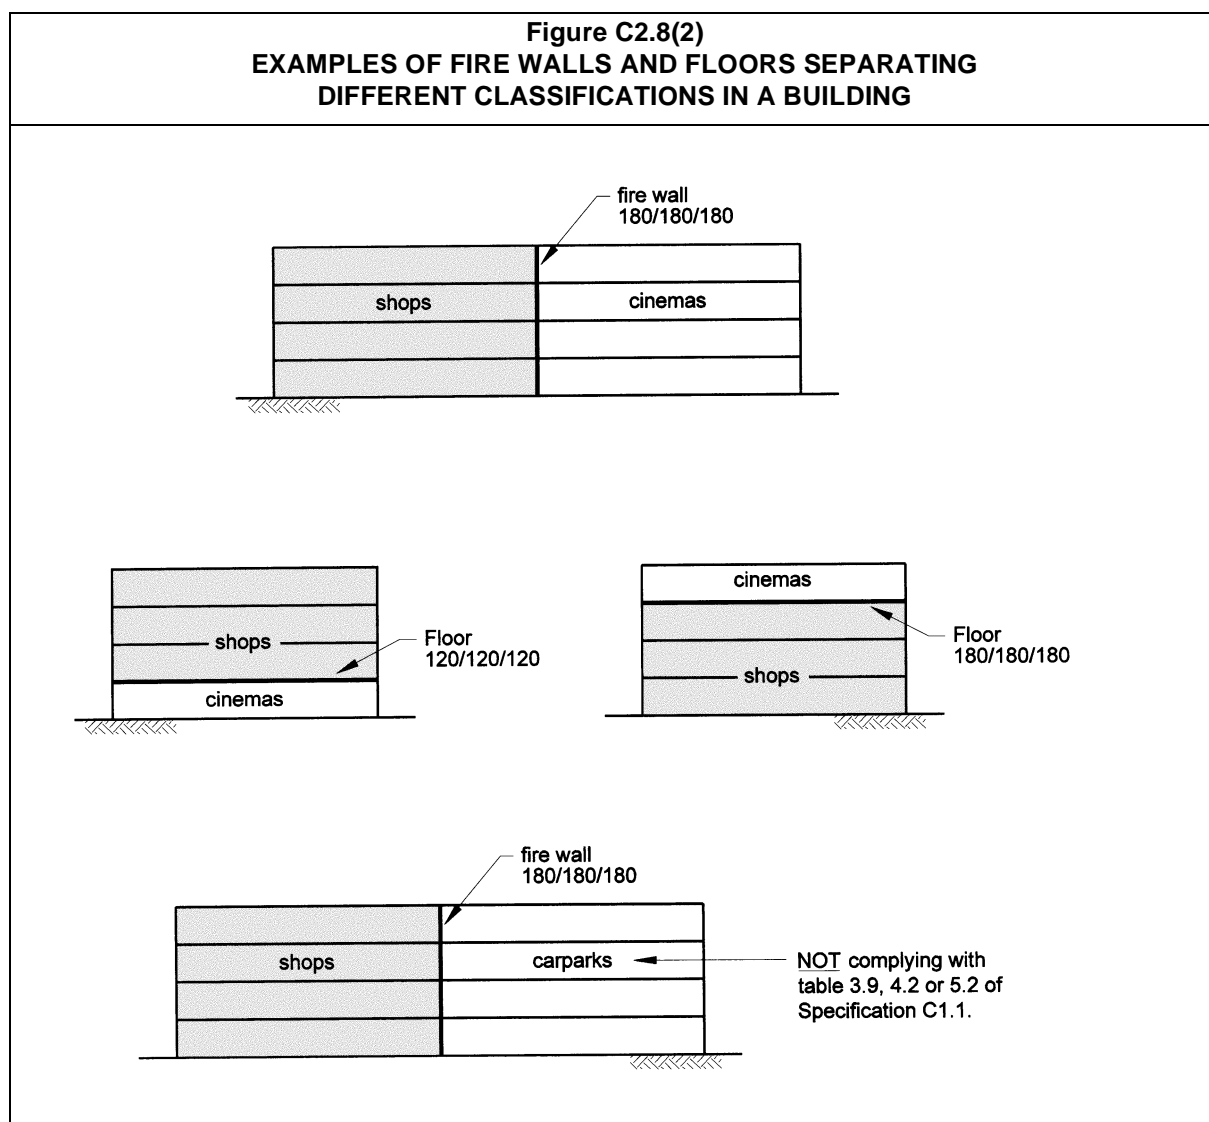 Figure C2.8(2)
EXAMPLES OF FIRE WALLS AND FLOORS SEPARATING
DIFFERENT CLASSIFICATIONS IN A BUILDING
fire wall
180/180/180
shops
cinemas
shops
Floor
120/120/120
cinemas
cinemas
Floor
180/180/180
shops
fire wall
180/180/180
shops
carparks
NOT complying with
table 3.9, 4.2 or 5.2 of
Specification C1.1.